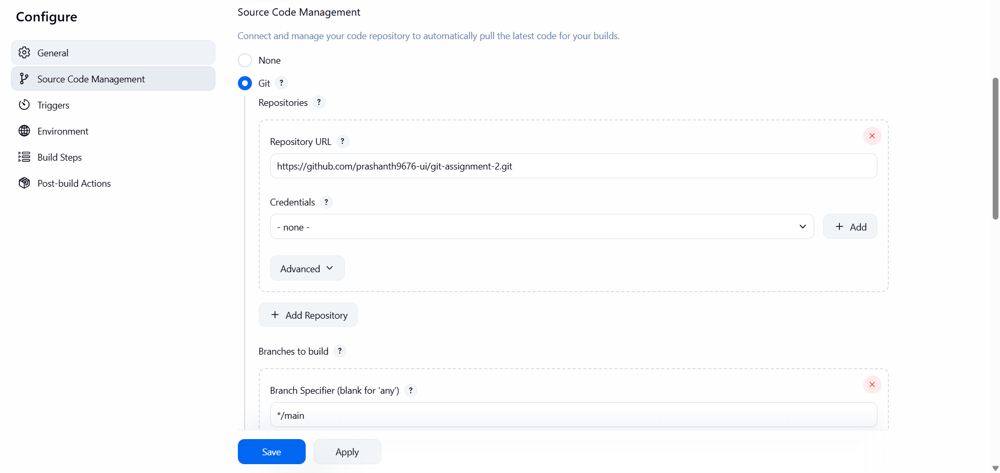 Configure
General
Source Code Management
Triggers
Environment
Build Steps
Post-build Actions
Source Code Management
Connect and manage your code repository to automatically pull the latest code for your builds.
None
Git ?
Repositories ?
Repository URL ?
https://github.com/prashanth9676-ui/git-assignment-2.git
Credentials ?
- none -
+ Add
Advanced
+ Add Repository
Branches to build ?
Branch Specifier (blank for 'any') ?
*/main
Save
Apply